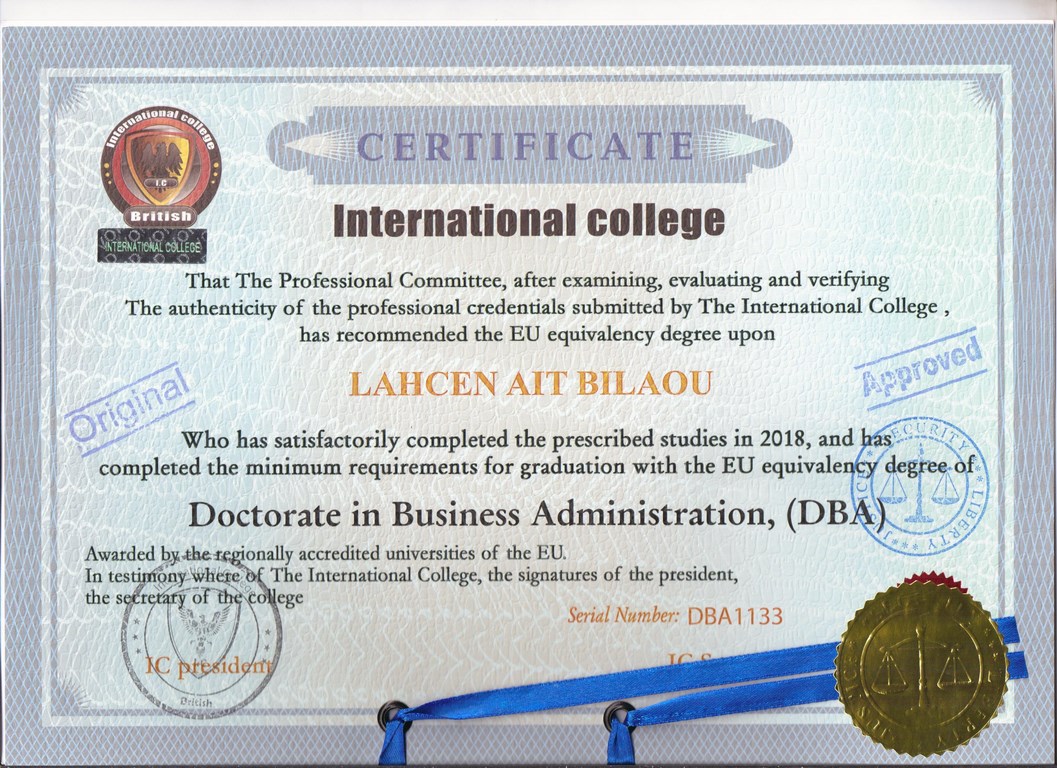 CERTIFICATE
International college
I.C
British
INTERNATIONAL COLLEGE
International college
That The Professional Committee, after examining, evaluating and verifying
The authenticity of the professional credentials submitted by The International College ,
has recommended the EU equivalency degree upon
LAHCEN AIT BILAOU
Original
Approved
Who has satisfactorily completed the prescribed studies in 2018, and has
completed the minimum requirements for graduation with the EU equivalency degree of
SECURITY
LIBERTY
JUSTICE
Doctorate in Business Administration, (DBA)
Awarded by the regionally accredited universities of the EU.
In testimony where of The International College, the signatures of the president,
the secretary of the college
Serial Number: DBA1133
IC president
IC
British